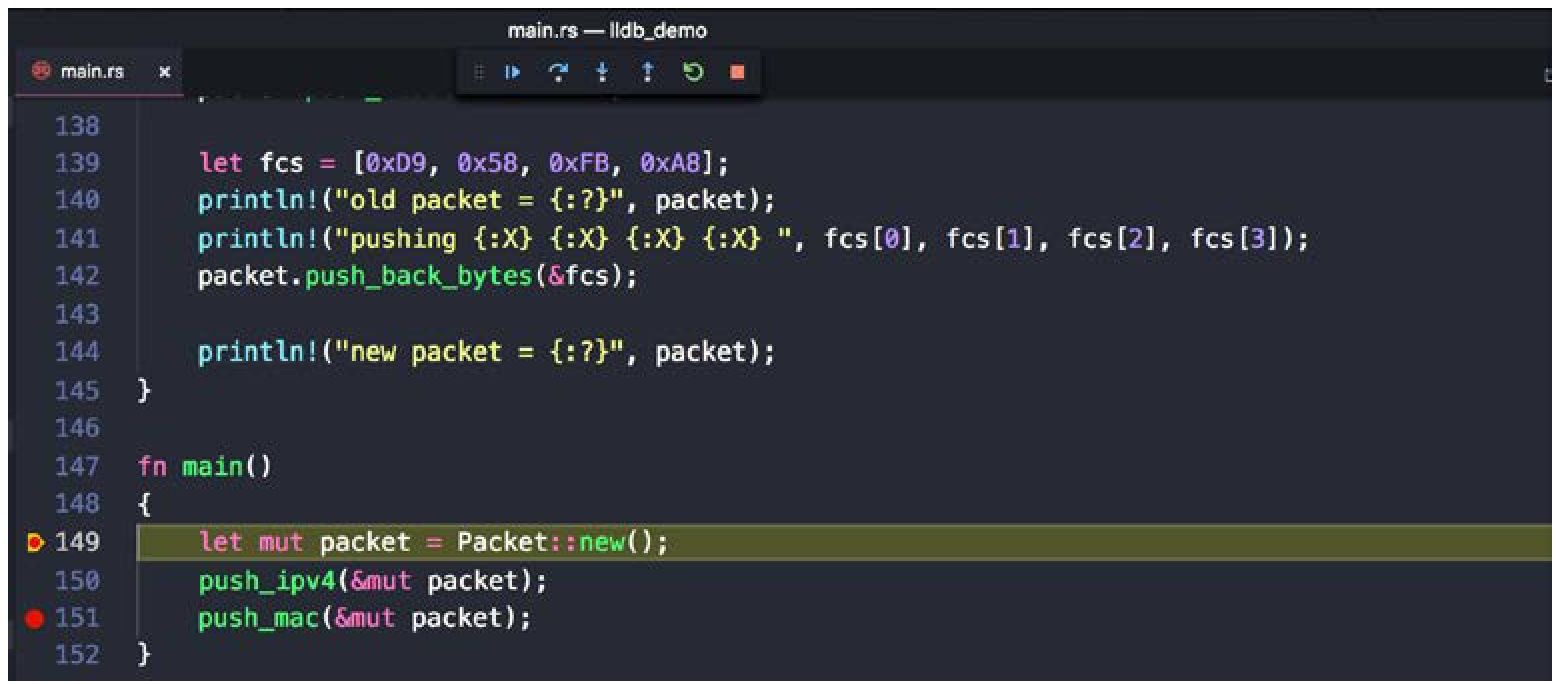 main.rs — lldb_demo
main.rs x
138
139 let fcs = [0xD9, 0x58, 0xFB, 0xA8];
140 println!("old packet = {:?}", packet);
141 println!("pushing {:X} {:X} {:X} {:X} ", fcs[0], fcs[1], fcs[2], fcs[3]);
142 packet.push_back_bytes(&fcs);
143
144 println!("new packet = {:?}", packet);
145 }
146
147 fn main()
148 {
149 let mut packet = Packet::new();
150 push_ipv4(&mut packet);
151 push_mac(&mut packet);
152 }